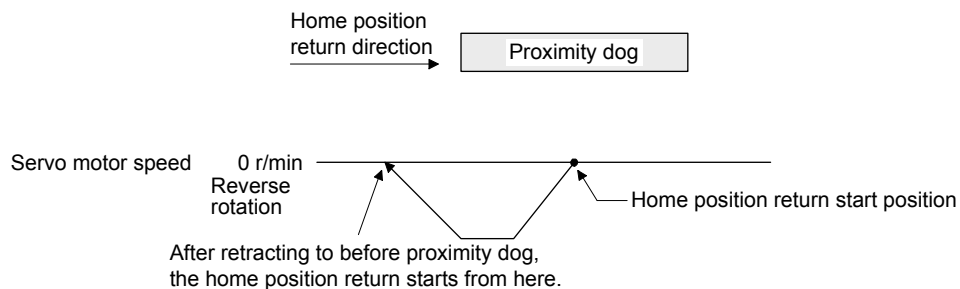 Home position
return direction
Proximity dog
Servo motor speed 0 r/min
Reverse
rotation
Home position return start position
After retracting to before proximity dog,
the home position return starts from here.